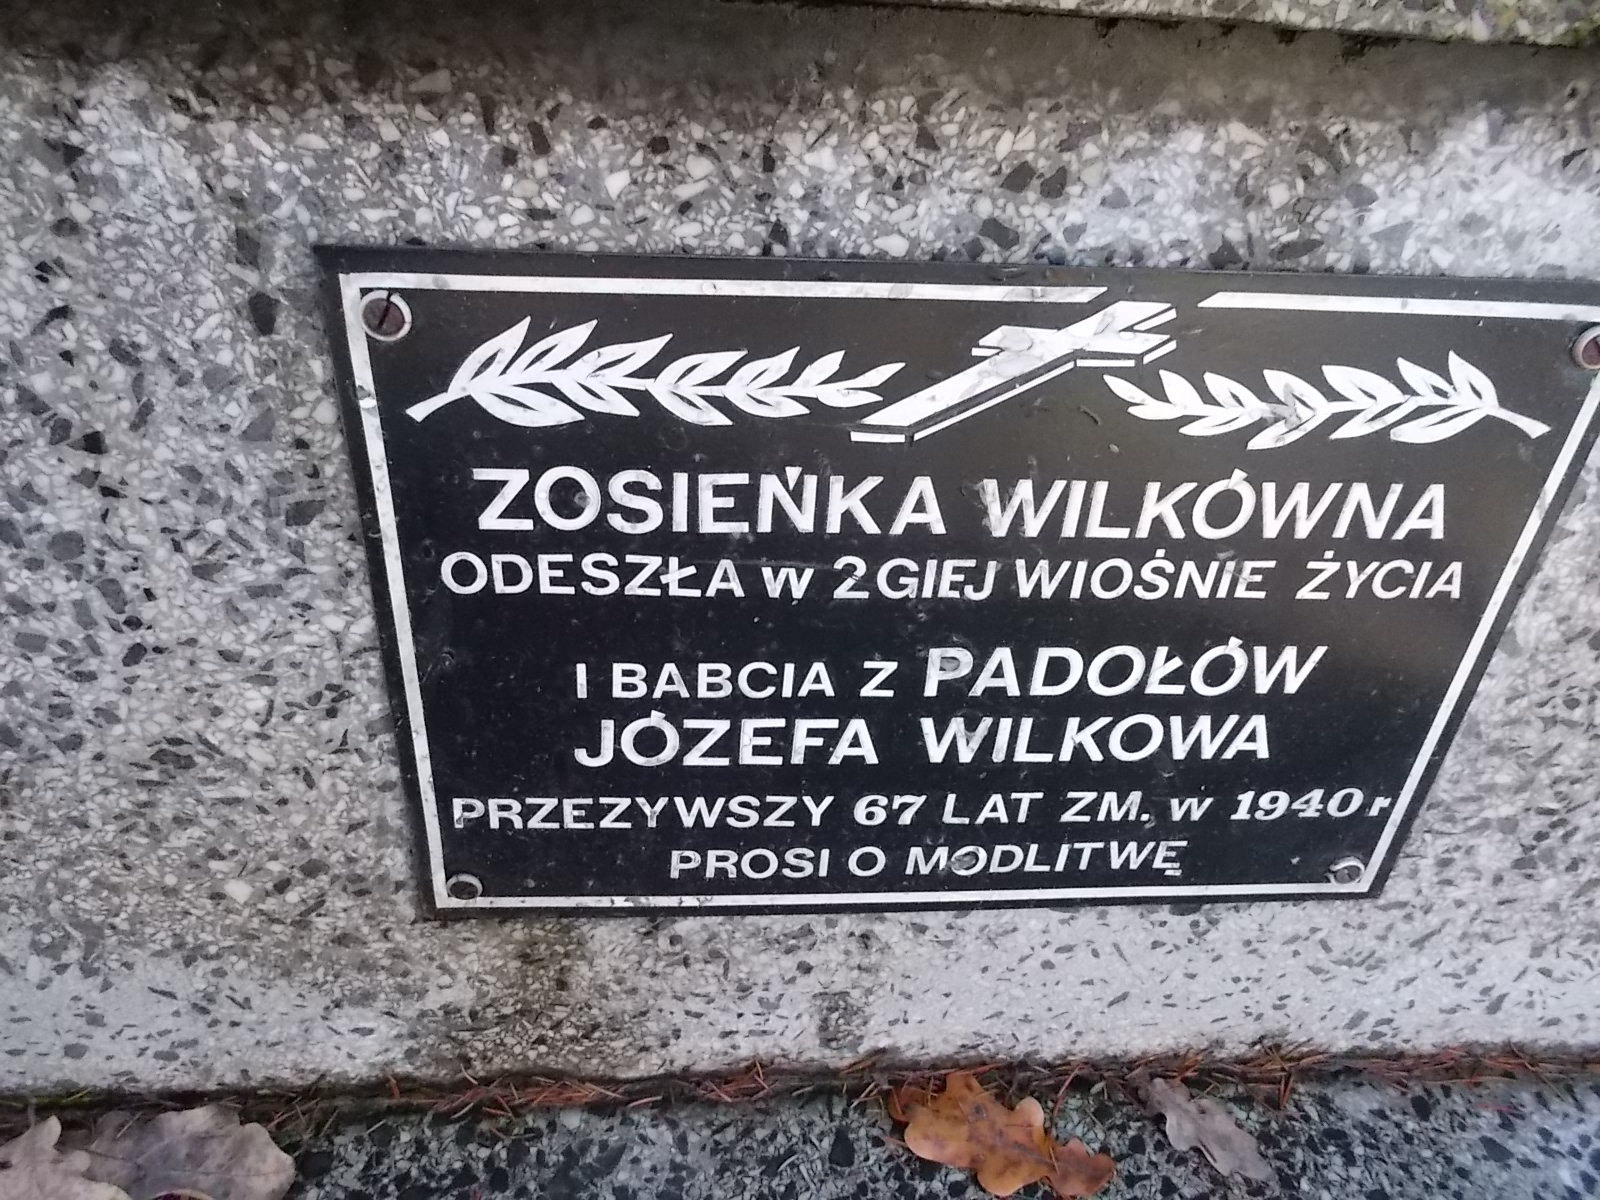 ZOSIEŃKA WILKÓWNA
ODESZŁA W 2GIEJ WIOŚNIE ŻYCIA
I BABCIA Z PADOŁÓW
JÓZEFA WILKOWA
PRZEZYWSZY 67 LAT ZM. W 1940 r
PROSI O MODLITWĘ